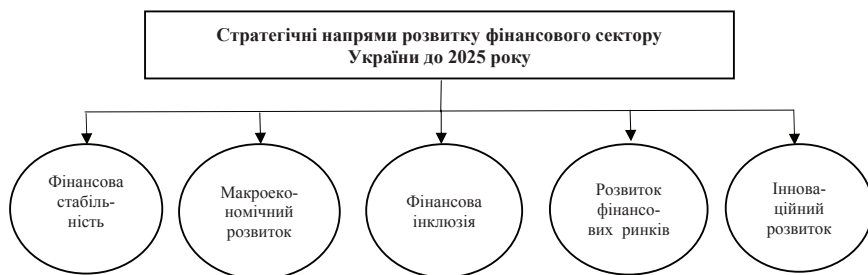 Стратегічні напрями розвитку фінансового сектору
України до 2025 року
Фінансова
стабіль-
ність
Макроеко-
номічний
розвиток
Фінансова
інклюзія
Розвиток
фінансо-
вих ринків
Іннова-
ційний
розвиток